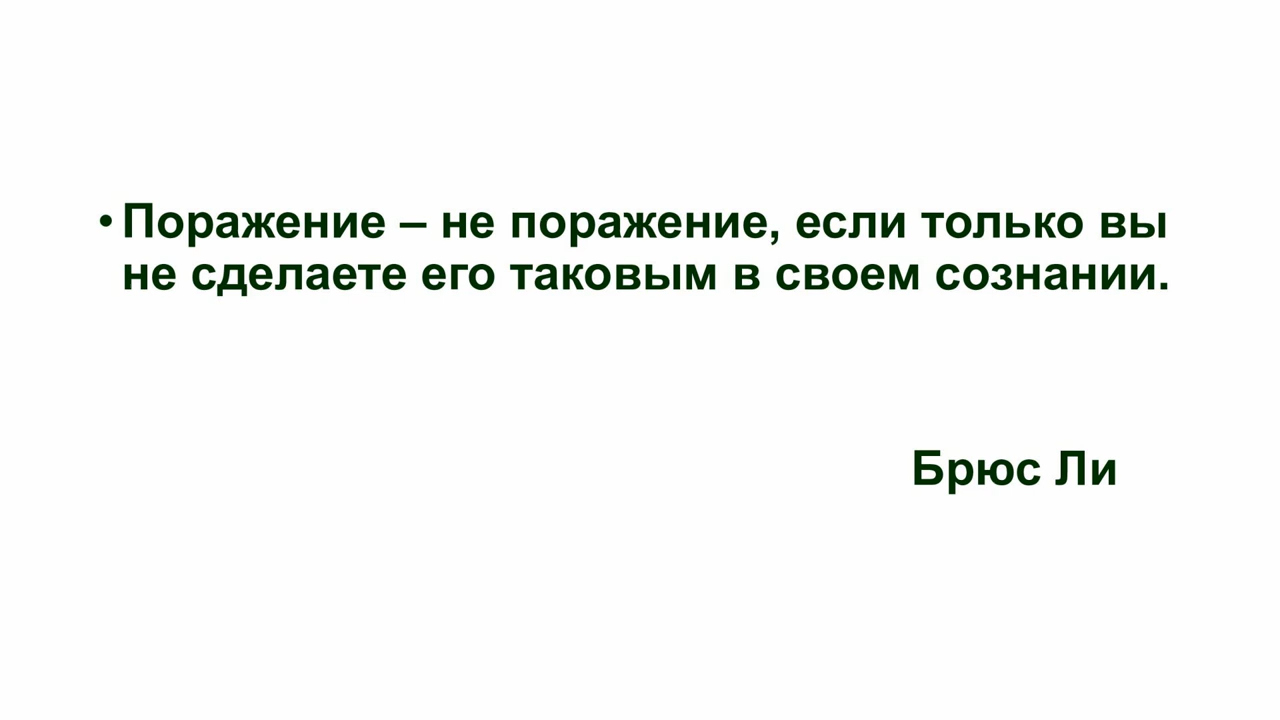 • Поражение – не поражение, если только вы
не сделаете его таковым в своем сознании.
Брюс Ли